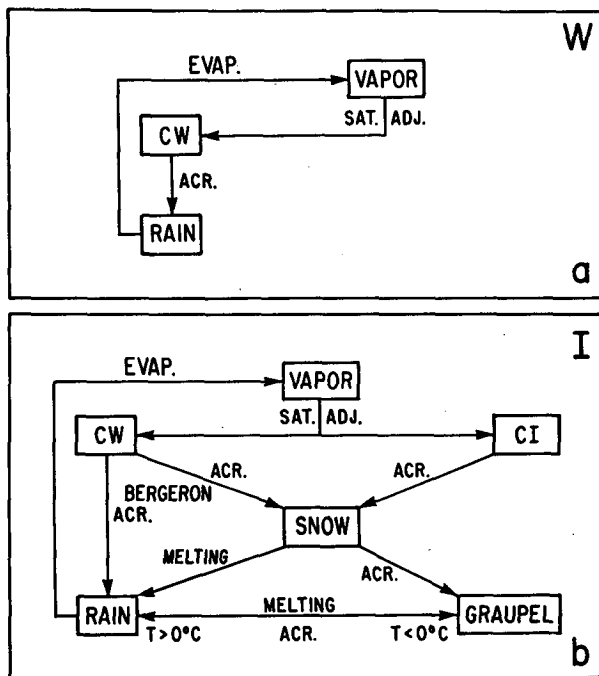 W
EVAP.
VAPOR
SAT. ADJ.
CW
ACR.
RAIN
a
I
EVAP.
VAPOR
SAT. ADJ.
CW
CI
ACR.
ACR.
BERGERON
ACR.
SNOW
MELTING
ACR.
RAIN
MELTING
GRAUPEL
T>0°C
ACR.
T<0°C
b